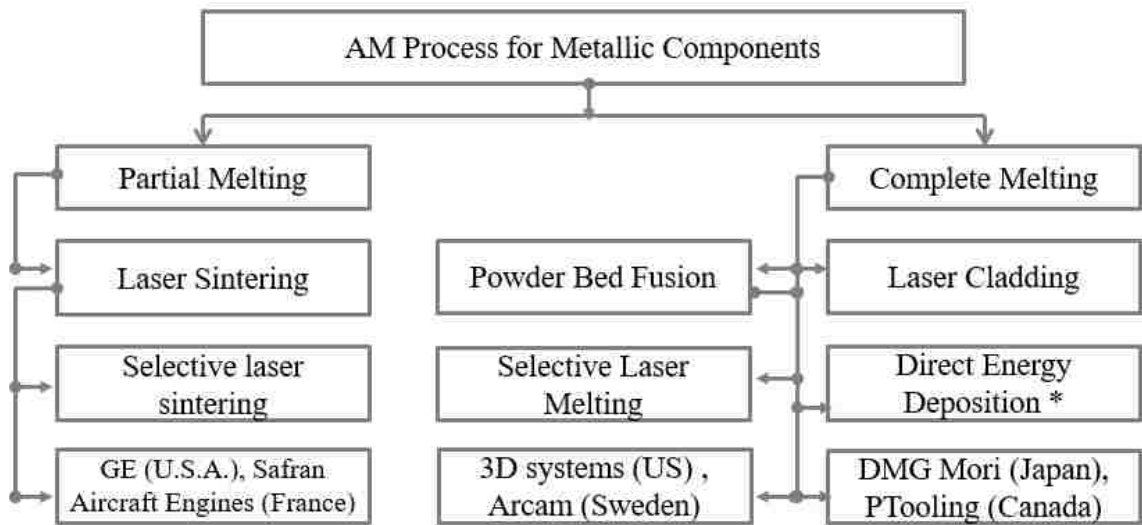 AM Process for Metallic Components
Partial Melting
Complete Melting
Laser Sintering
Powder Bed Fusion
Laser Cladding
Selective laser
sintering
Selective Laser
Melting
Direct Energy
Deposition *
GE (U.S.A.), Safran
Aircraft Engines (France)
3D systems (US) ,
Arcam (Sweden)
DMG Mori (Japan),
PTooling (Canada)